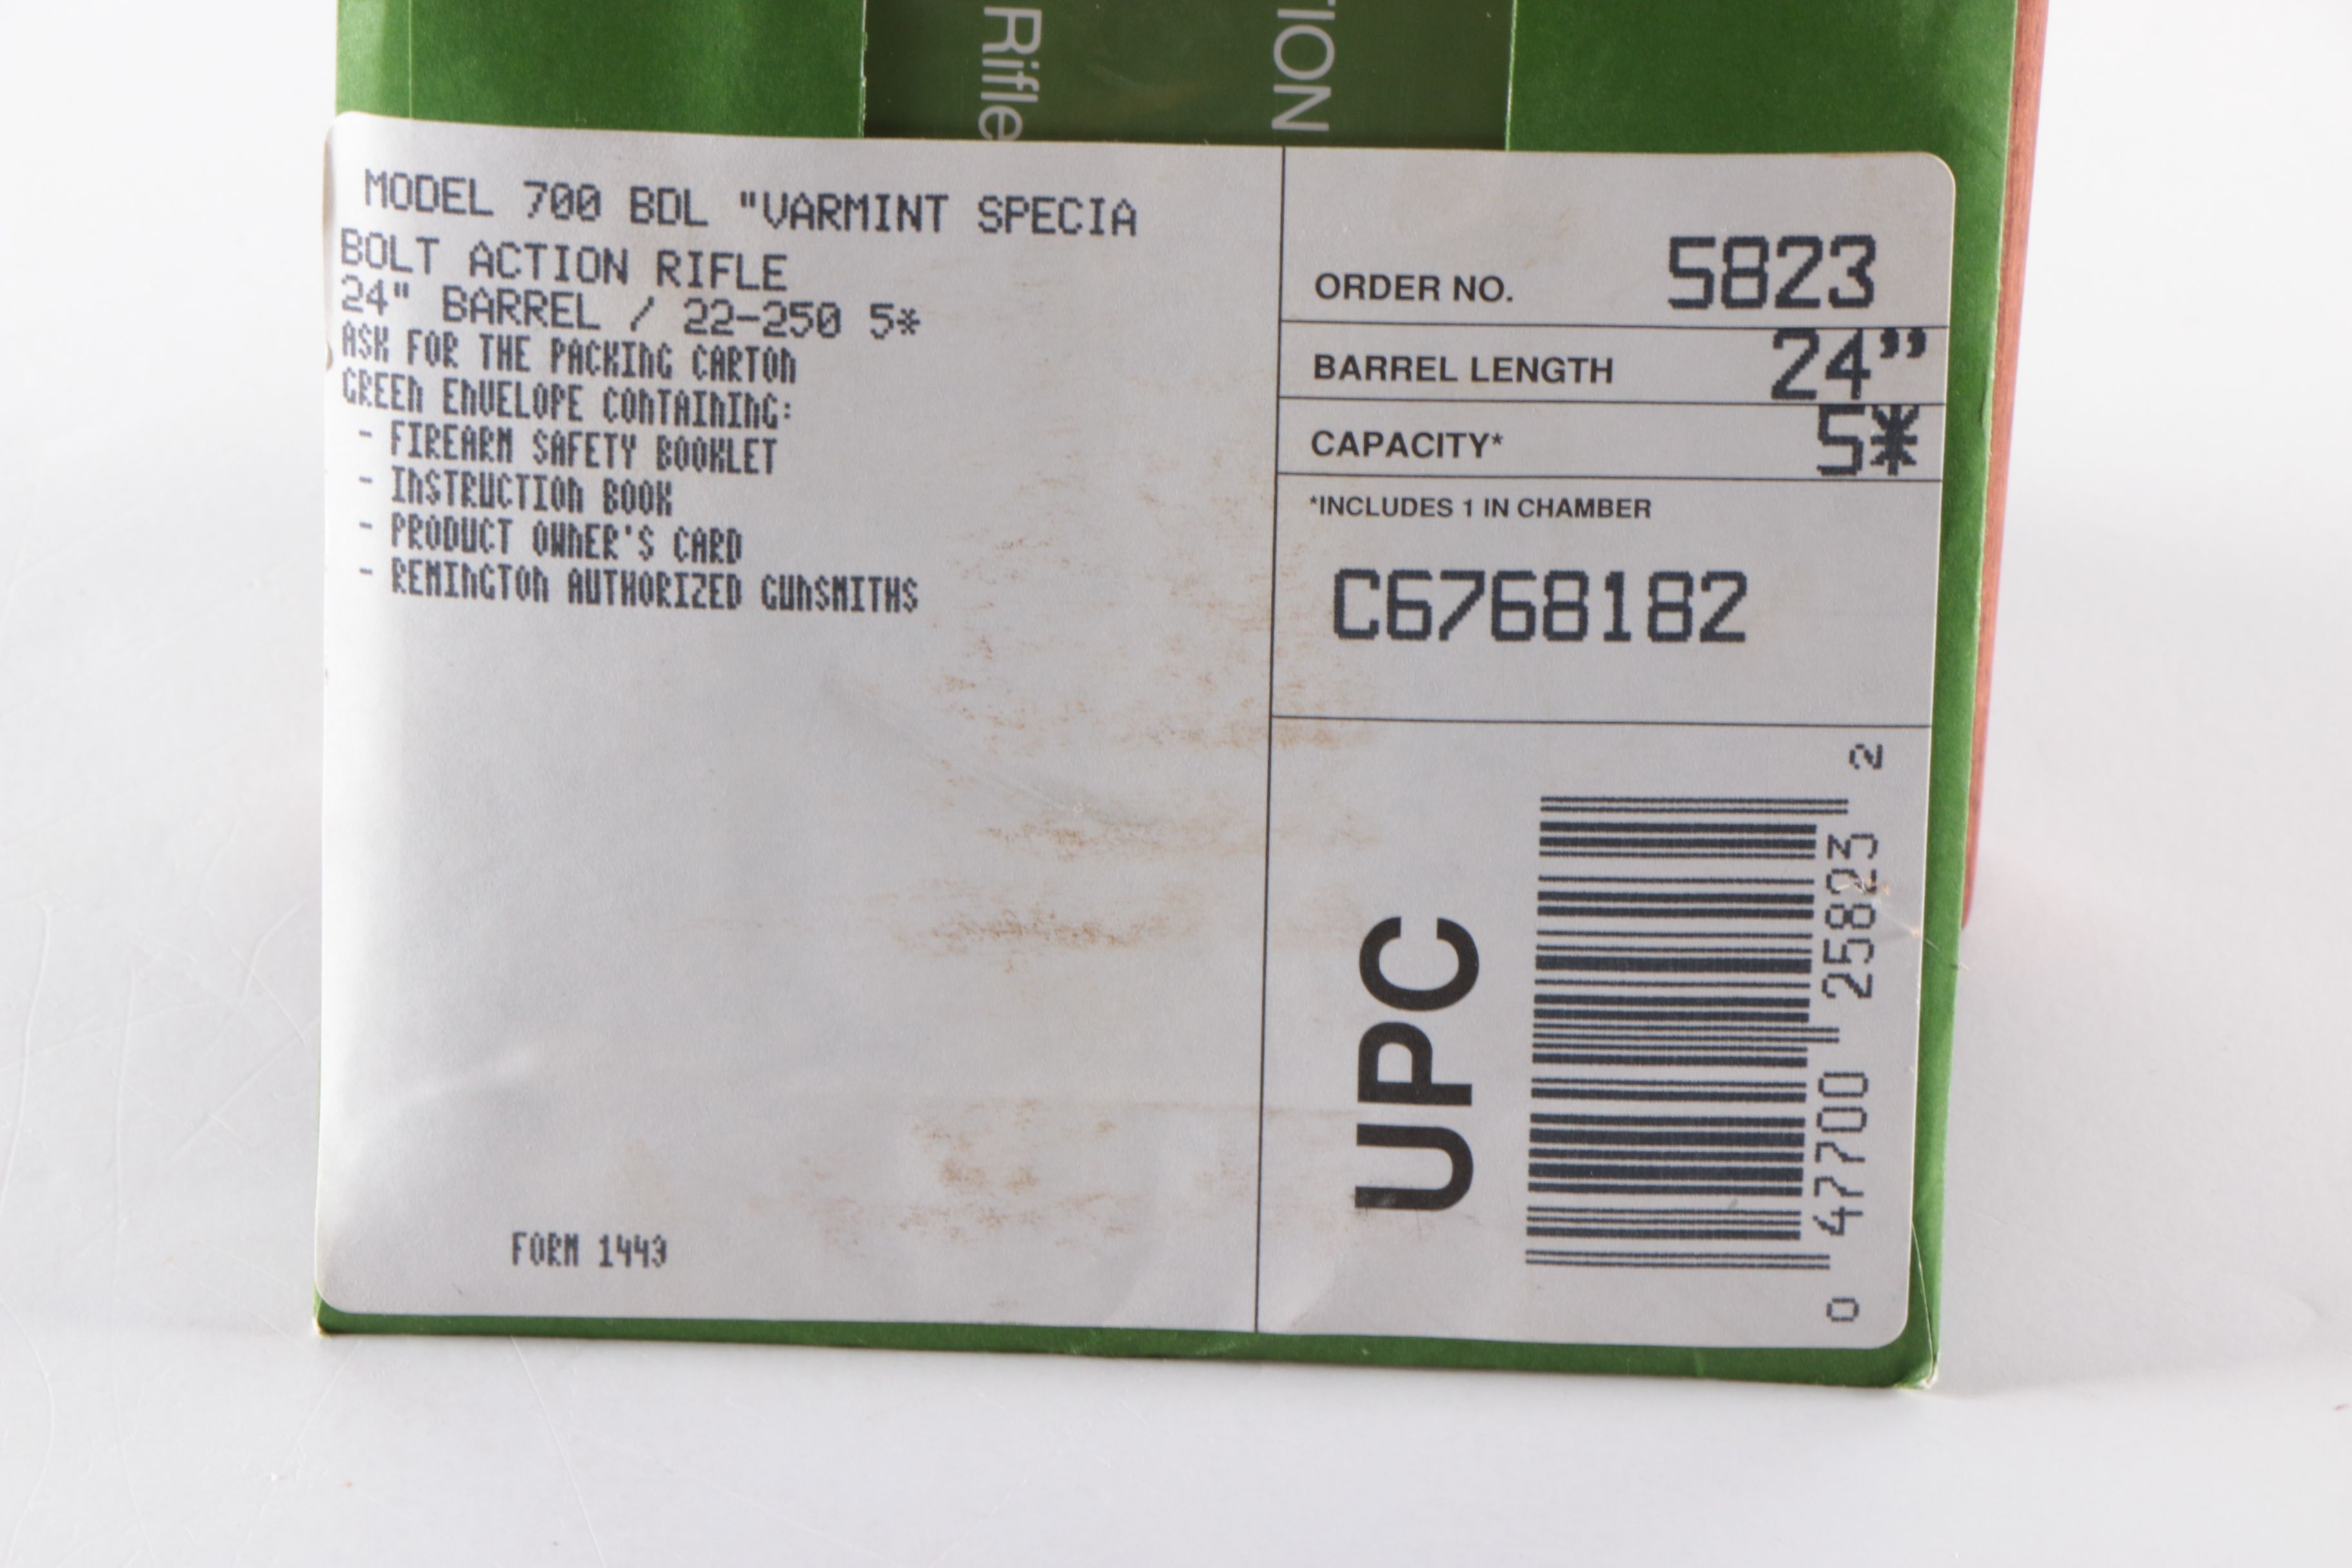 Rifle
TION
MODEL 700 BDL "VARMINT SPECIA
BOLT ACTION RIFLE
24" BARREL / 22-250 5*
ASK FOR THE PACKING CARTON
GREEN ENVELOPE CONTAINING:
- FIREARM SAFETY BOOKLET
- INSTRUCTION BOOK
- PRODUCT OWNER'S CARD
- REMINGTON AUTHORIZED GUNSMITHS
FORM 1443
ORDER NO. 5823
BARREL LENGTH 24”
CAPACITY* 5*
*INCLUDES 1 IN CHAMBER
C6768182
UPC
0 47700 25823 2